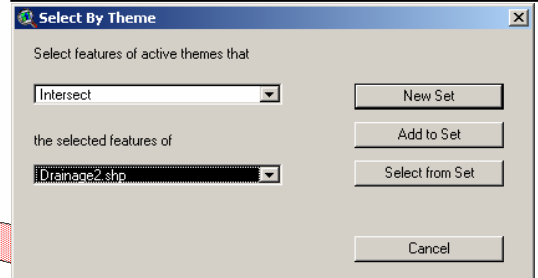 Select By Theme
Select features of active themes that
Intersect
New Set
the selected features of
Add to Set
Drainage2.shp
Select from Set
Cancel